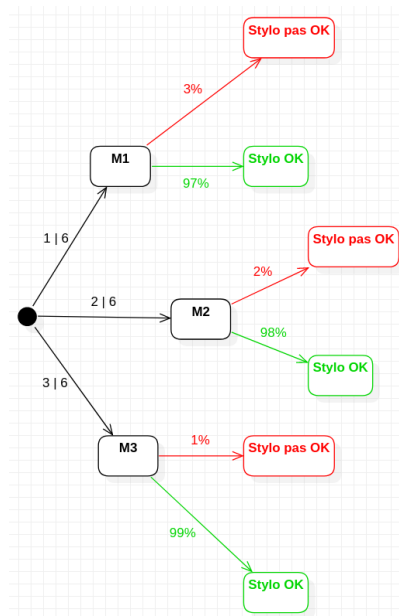 Stylo pas OK
3%
M1
Stylo OK
97%
1 | 6
Stylo pas OK
2%
2 | 6
M2
98%
Stylo OK
3 | 6
M3
1%
Stylo pas OK
99%
Stylo OK